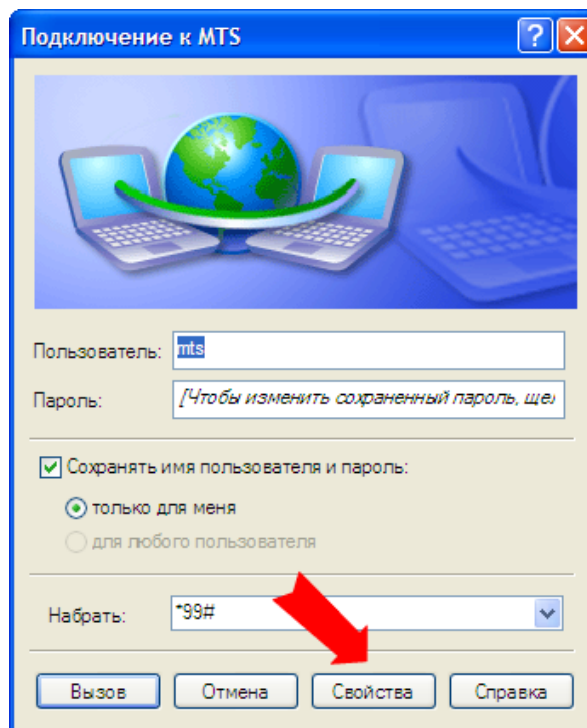 Подключение к MTS
Пользователь: mts
Пароль: [Чтобы изменить сохраненный пароль, щел
Сохранять имя пользователя и пароль:
только для меня
для любого пользователя
Набрать: *99#
Вызов Отмена Свойства Справка